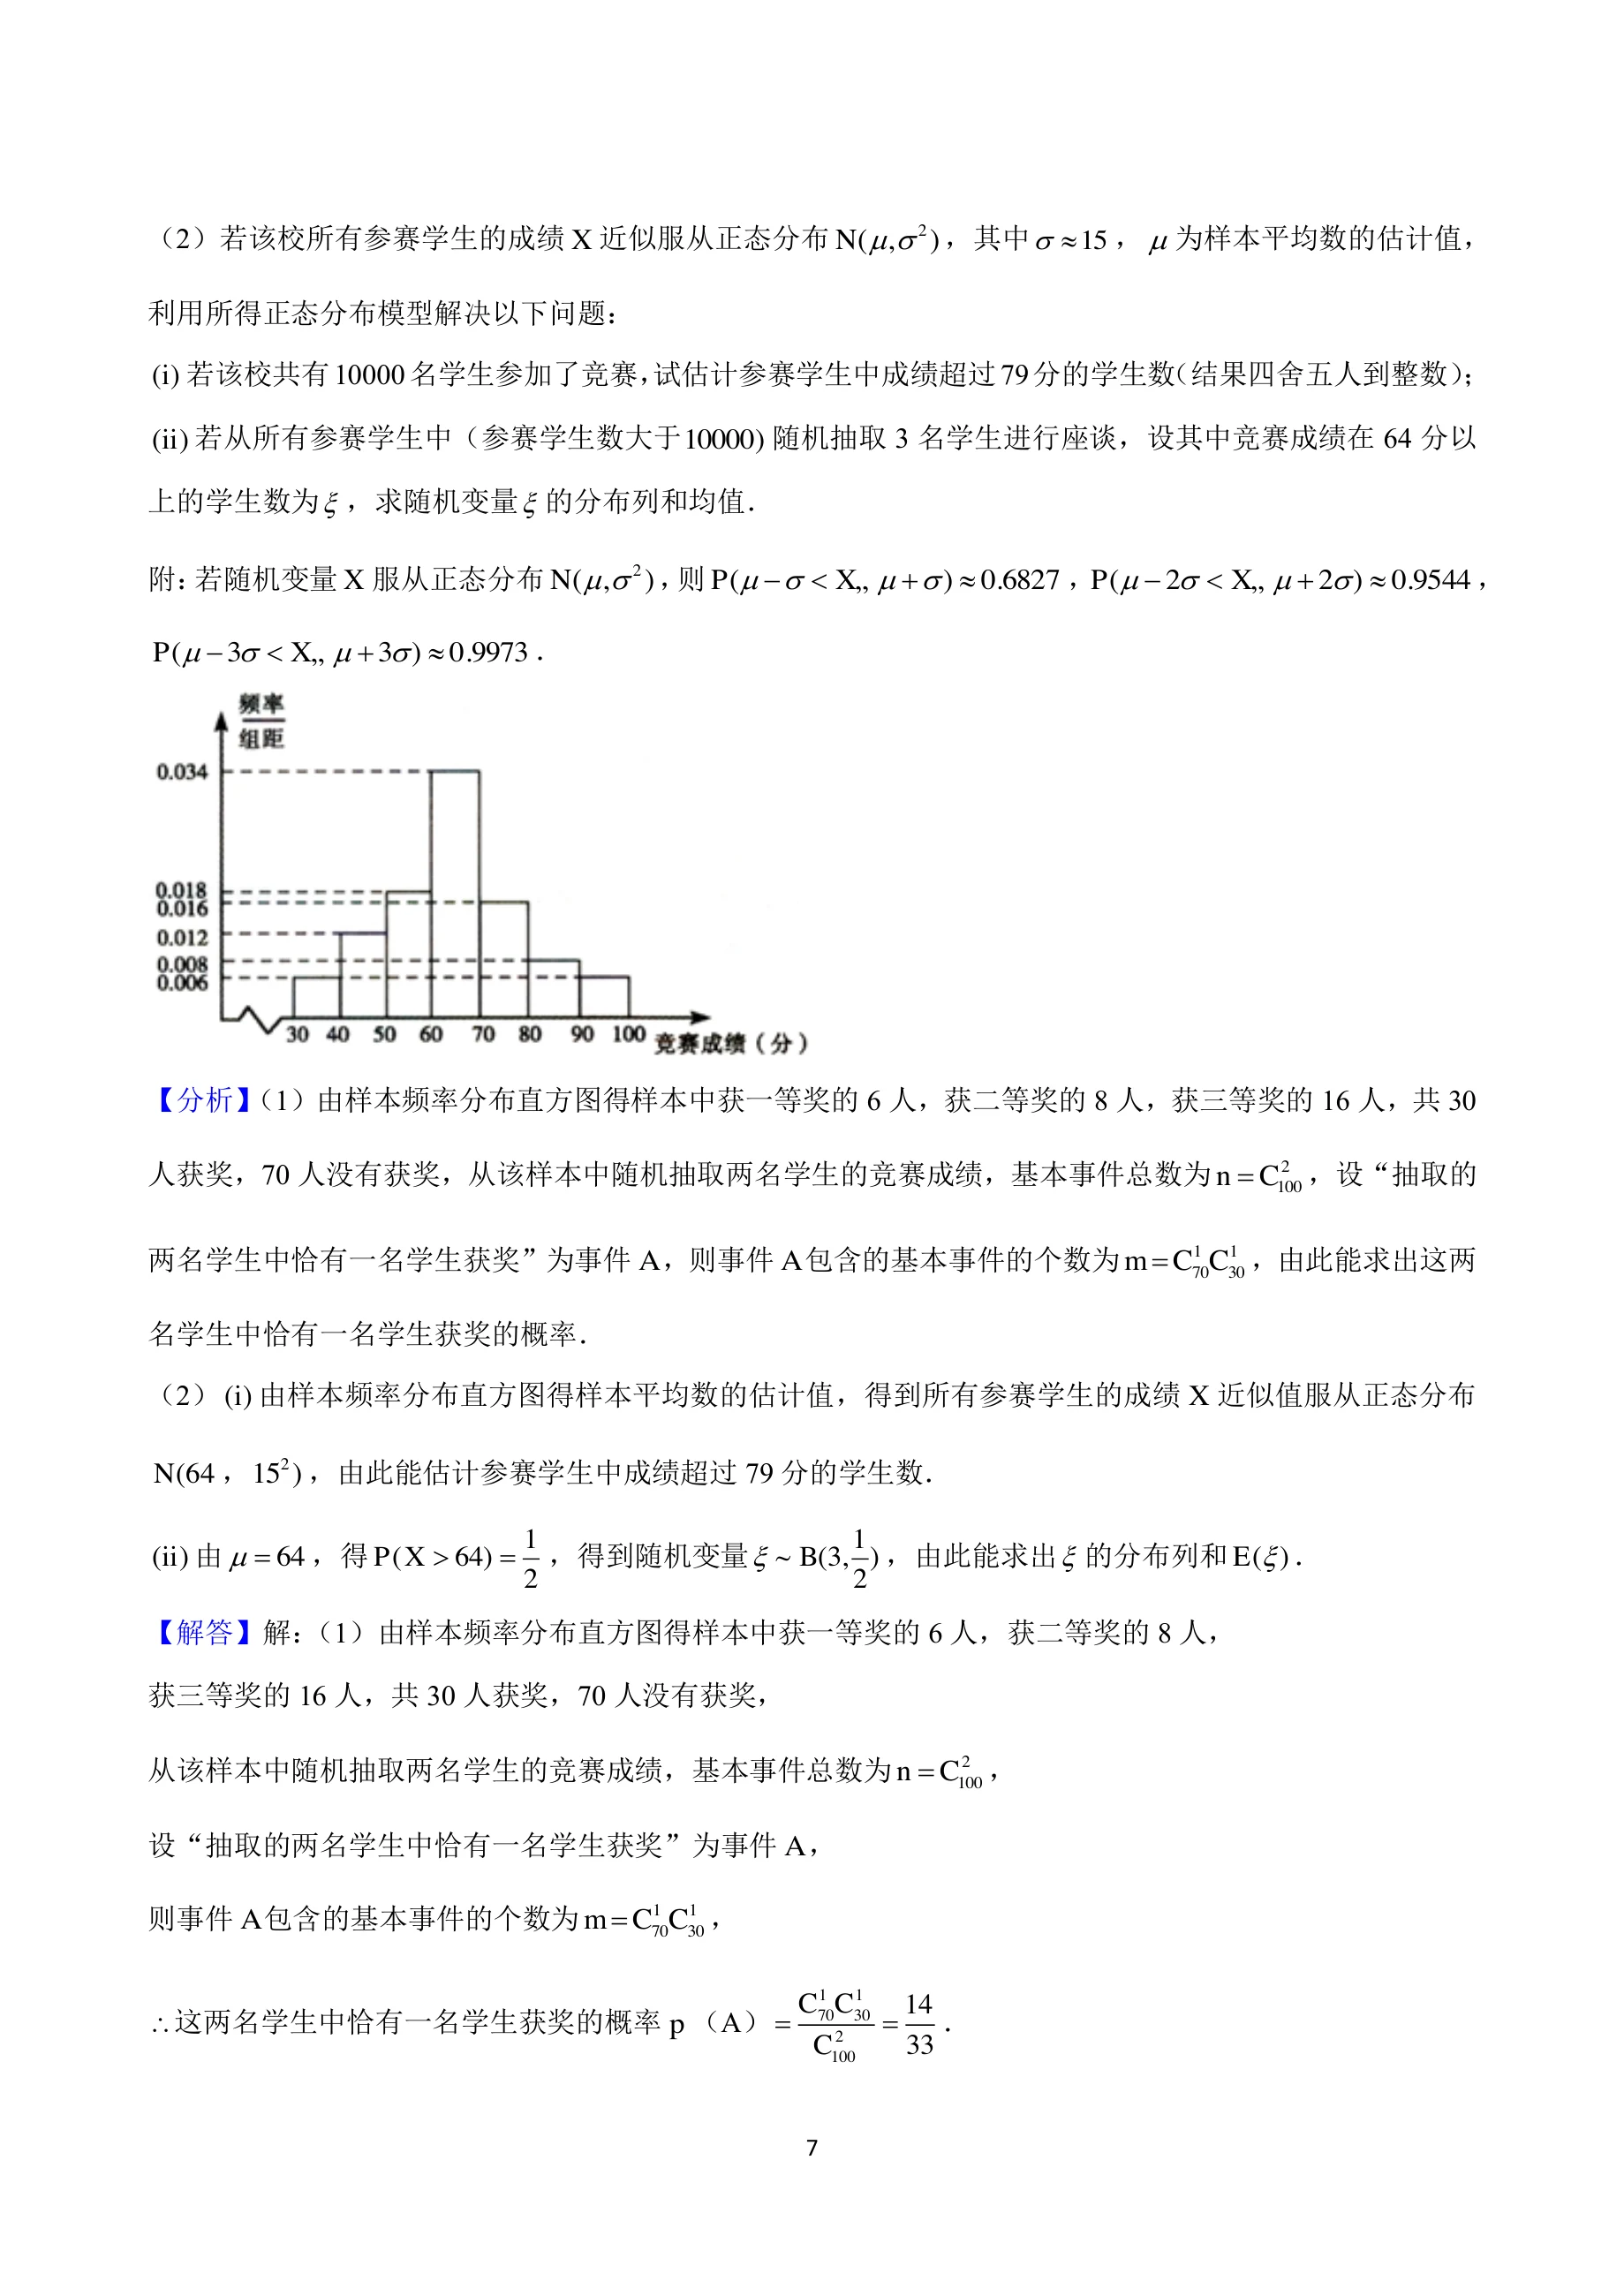 （2）若该校所有参赛学生的成绩 X 近似服从正态分布 N(μ,σ²)，其中 σ≈15，μ 为样本平均数的估计值，
利用所得正态分布模型解决以下问题：
(i) 若该校共有10000名学生参加了竞赛，试估计参赛学生中成绩超过79分的学生数（结果四舍五人到整数）；
(ii) 若从所有参赛学生中（参赛学生数大于10000) 随机抽取 3 名学生进行座谈，设其中竞赛成绩在 64 分以
上的学生数为ξ，求随机变量ξ的分布列和均值．
附：若随机变量 X 服从正态分布 N(μ,σ²)，则 P(μ−σ < X,, μ+σ)≈0.6827，P(μ−2σ < X,, μ+2σ)≈0.9544，
P(μ−3σ < X,, μ+3σ)≈0.9973．
频率
组距
0.034
0.018
0.016
0.012
0.008
0.006
30 40 50 60 70 80 90 100 竞赛成绩（分）
【分析】（1）由样本频率分布直方图得样本中获一等奖的 6 人，获二等奖的 8 人，获三等奖的 16 人，共 30
人获奖，70 人没有获奖，从该样本中随机抽取两名学生的竞赛成绩，基本事件总数为 n = C²₁₀₀，设“抽取的
两名学生中恰有一名学生获奖”为事件 A，则事件 A包含的基本事件的个数为 m= C¹₇₀C¹₃₀，由此能求出这两
名学生中恰有一名学生获奖的概率．
（2）(i) 由样本频率分布直方图得样本平均数的估计值，得到所有参赛学生的成绩 X 近似值服从正态分布
N(64，15²)，由此能估计参赛学生中成绩超过 79 分的学生数．
(ii) 由 μ = 64，得 P(X > 64) = 1/2，得到随机变量ξ ~ B(3,1/2)，由此能求出ξ的分布列和 E(ξ)．
【解答】解：（1）由样本频率分布直方图得样本中获一等奖的 6 人，获二等奖的 8 人，
获三等奖的 16 人，共 30 人获奖，70 人没有获奖，
从该样本中随机抽取两名学生的竞赛成绩，基本事件总数为 n = C²₁₀₀，
设“抽取的两名学生中恰有一名学生获奖”为事件 A，
则事件 A包含的基本事件的个数为 m= C¹₇₀C¹₃₀，
∴这两名学生中恰有一名学生获奖的概率 p （A）= C¹₇₀C¹₃₀/C²₁₀₀ = 14/33．
7